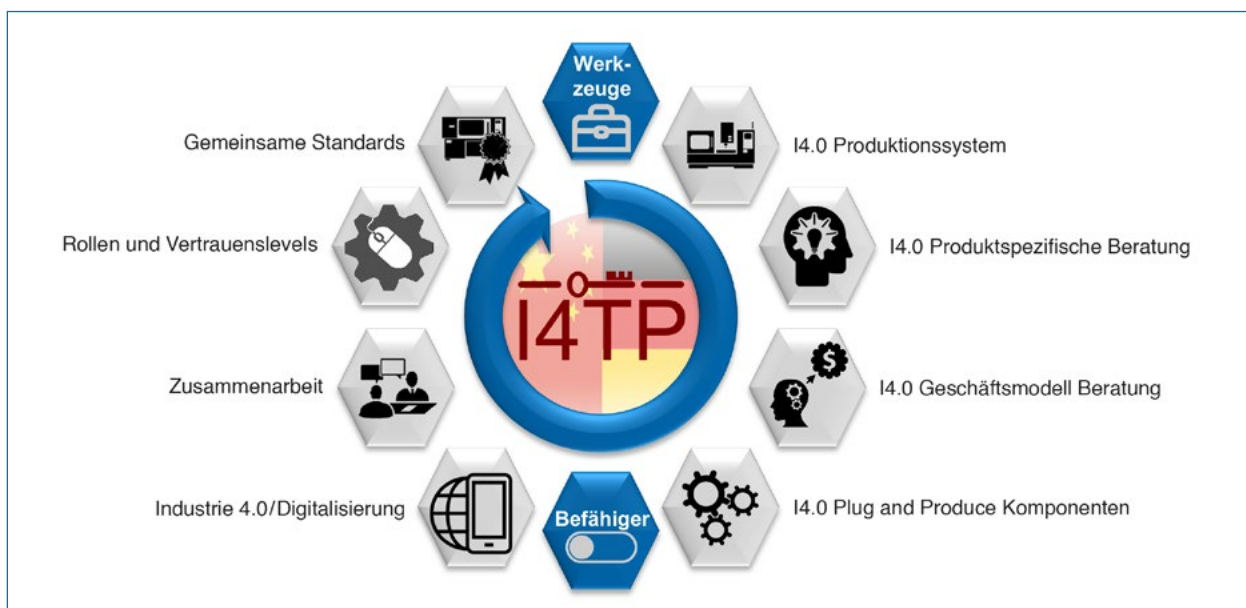 Werk-
zeuge
Gemeinsame Standards
I4.0 Produktionssystem
Rollen und Vertrauenslevels
I4.0 Produktspezifische Beratung
I4TP
Zusammenarbeit
$
I4.0 Geschäftsmodell Beratung
Industrie 4.0/Digitalisierung
Befähiger
I4.0 Plug and Produce Komponenten